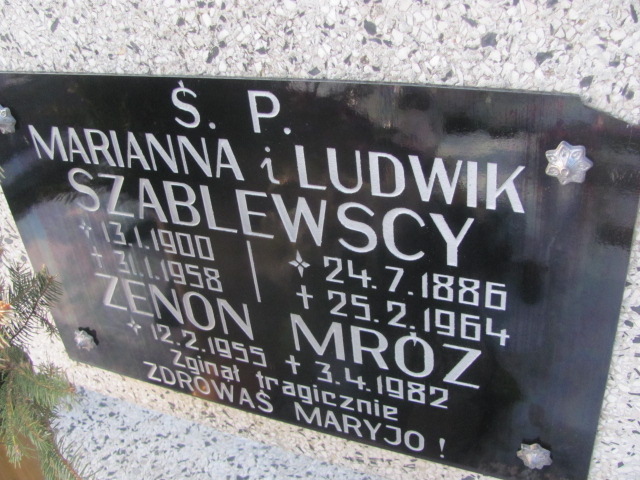 Ś. P.
MARIANNA i LUDWIK
SZABLEWSCY
✧ 13.1.1900 | ✧ 24.7.1886
† 31.1.1958 | † 25.2.1964
ZENON MRÓZ
✧ 12.2.1955 † 3.4.1982
Zginął tragicznie
ZDROWAŚ MARYJO!